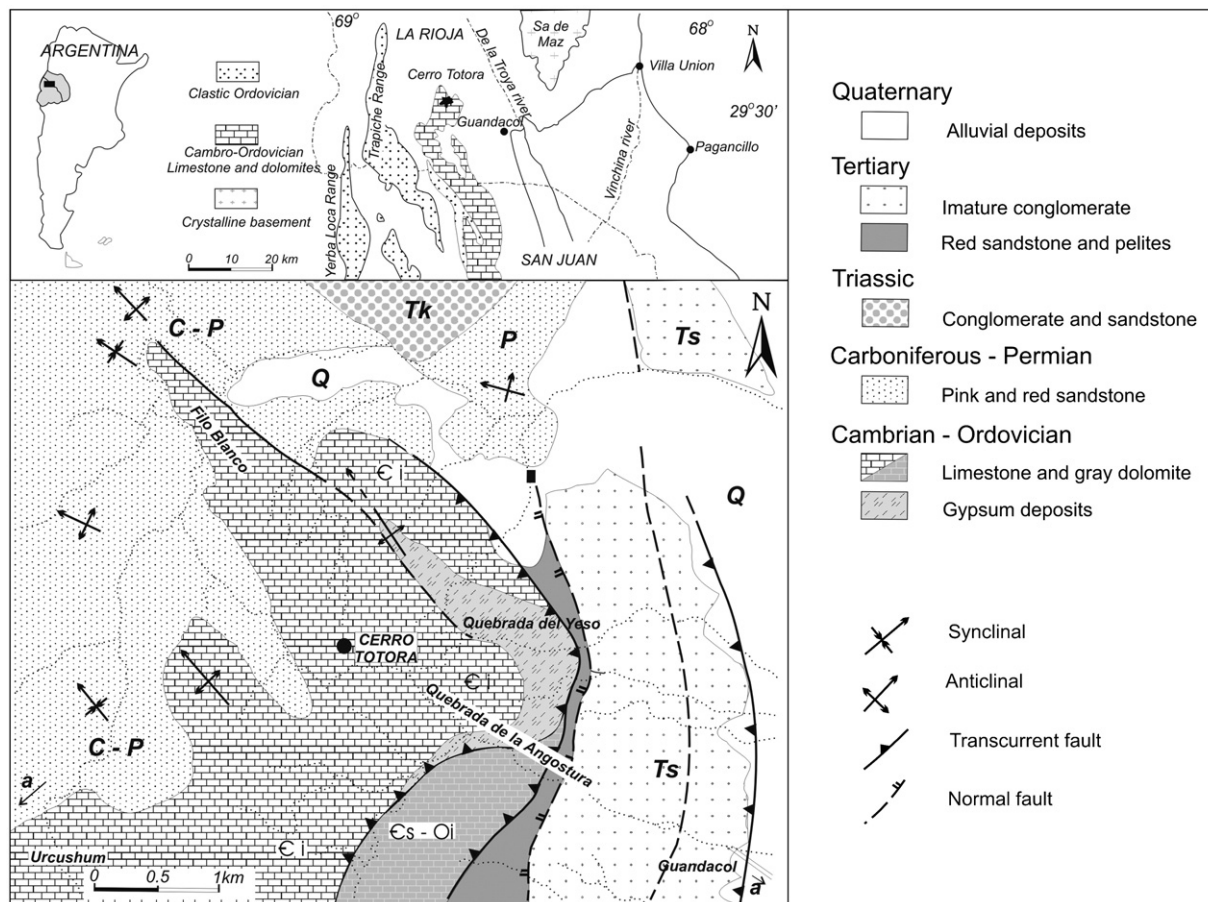 ARGENTINA
Clastic Ordovician
Cambro-Ordovician
Limestone and dolomites
Crystalline basement
0 10 20 km
69°
LA RIOJA
Sa de
Maz
68°
N
De la Troya river
Trapiche Range
Cerro Totora
Villa Union
29°30'
Guandacol
Pagancillo
Vinchina river
Yerba Loca Range
SAN JUAN
C - P
Tk
P
Ts
N
Q
Filo Blanco
Є i
Q
Quebrada del Yeso
CERRO
TOTORA
Є i
Quebrada de la Angostura
C - P
Ts
a
Єs - Oi
Є i
Urcushum
Guandacol
0 0.5 1km
a'
Quaternary
Alluvial deposits
Tertiary
Imature conglomerate
Red sandstone and pelites
Triassic
Conglomerate and sandstone
Carboniferous - Permian
Pink and red sandstone
Cambrian - Ordovician
Limestone and gray dolomite
Gypsum deposits
Synclinal
Anticlinal
Transcurrent fault
Normal fault